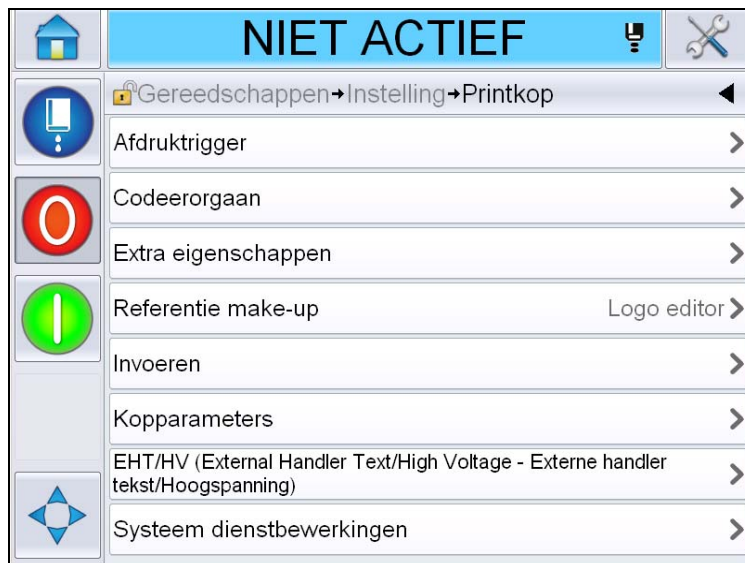 NIET ACTIEF
Gereedschappen→Instelling→Printkop
Afdruktrigger
Codeerorgaan
Extra eigenschappen
Referentie make-up Logo editor
Invoeren
Kopparameters
EHT/HV (External Handler Text/High Voltage - Externe handler
tekst/Hoogspanning)
Systeem dienstbewerkingen